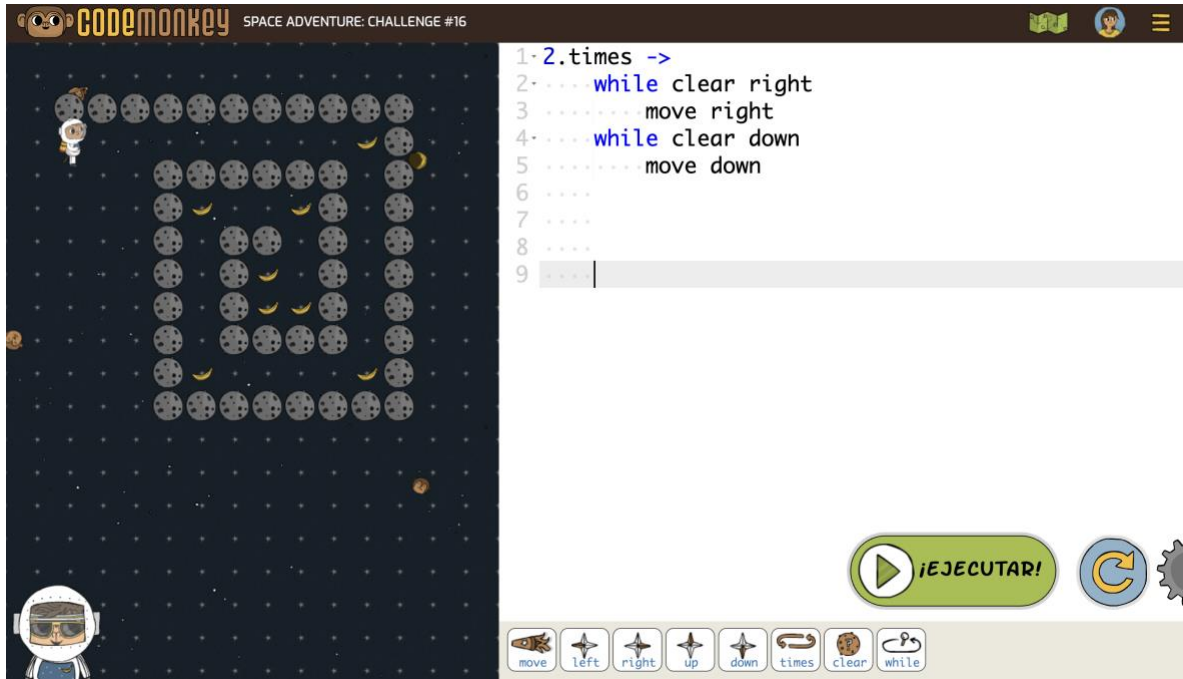 CODEMONKEY SPACE ADVENTURE: CHALLENGE #16
1 2.times ->
2 while clear right
3 move right
4 while clear down
5 move down
6
7
8
9
¡EJECUTAR!
move left right up down times clear while